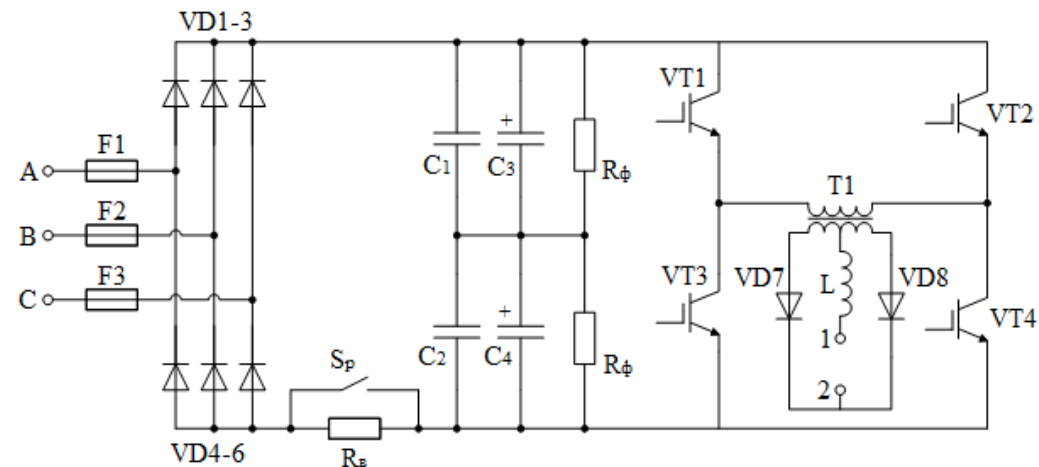 VD1-3
VT1
VT2
F1
A
+
C1
C3
Rф
T1
F2
B
F3
C
VT3
VD7
L
VD8
VT4
1
+
C2
C4
Rф
Sр
2
VD4-6
Rв